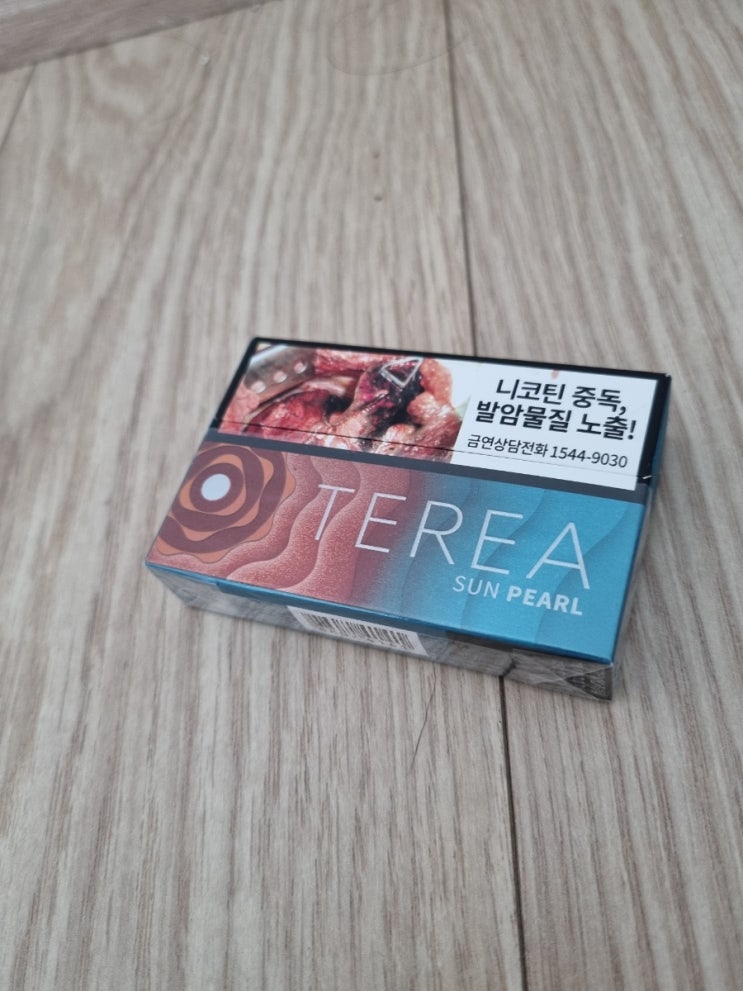 니코틴 중독,
발암물질 노출!
금연상담전화 1544-9030
TEREA
SUN PEARL